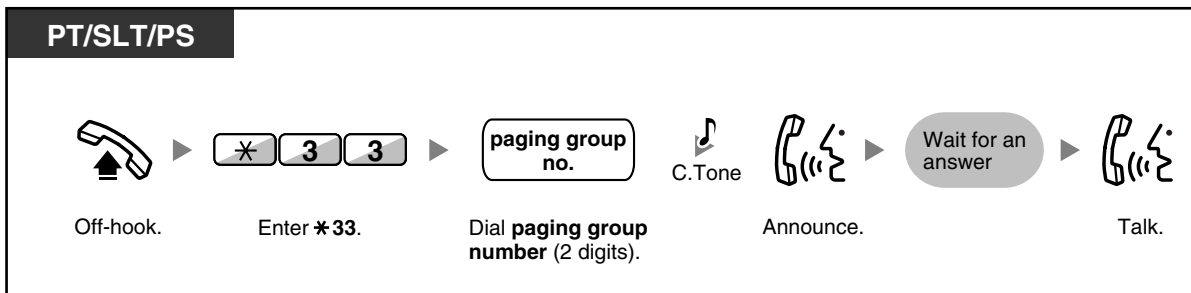 PT/SLT/PS
✳ 3 3
paging group
no.
C.Tone
Wait for an
answer
Off-hook.
Enter ✳33.
Dial paging group
number (2 digits).
Announce.
Talk.